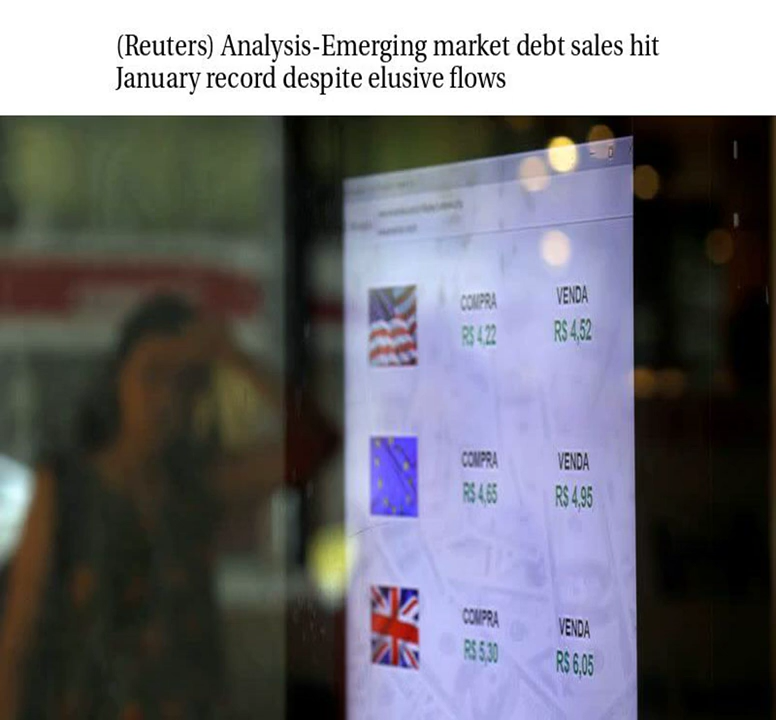 (Reuters) Analysis-Emerging market debt sales hit
January record despite elusive flows
COMPRA VENDA
R$ 4,22 R$ 4,52
COMPRA VENDA
R$ 4,65 R$ 4,95
COMPRA VENDA
R$ 5,30 R$ 6,05